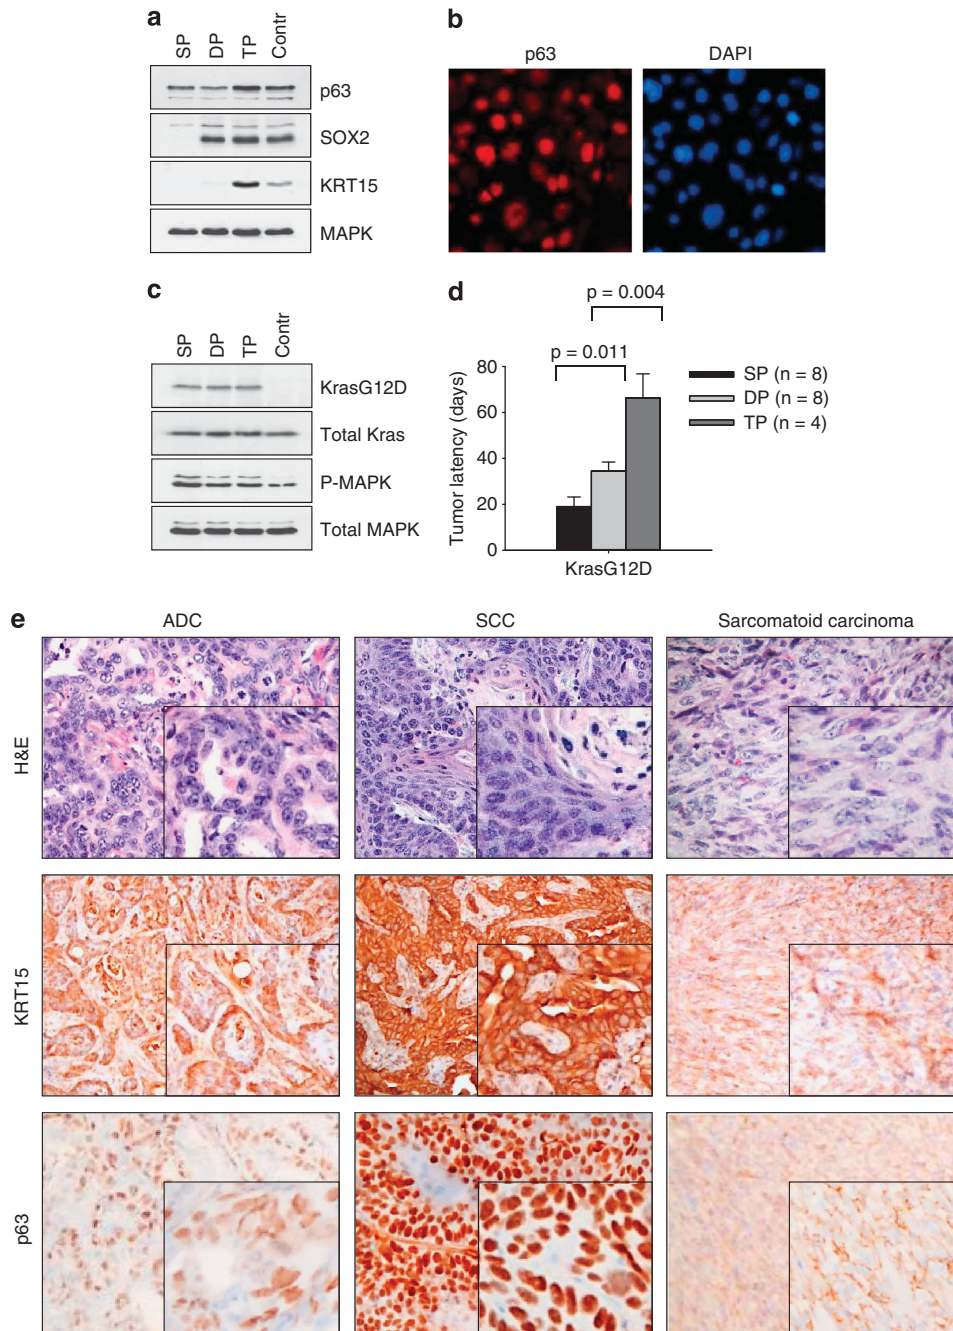 a
SP DP TP Contr
p63
SOX2
KRT15
MAPK
b
p63 DAPI
c
SP DP TP Contr
KrasG12D
Total Kras
P-MAPK
Total MAPK
d
p = 0.004
p = 0.011
80
60
40
20
0
Tumor latency (days)
KrasG12D
SP (n = 8)
DP (n = 8)
TP (n = 4)
e
ADC SCC Sarcomatoid carcinoma
H&E
KRT15
p63